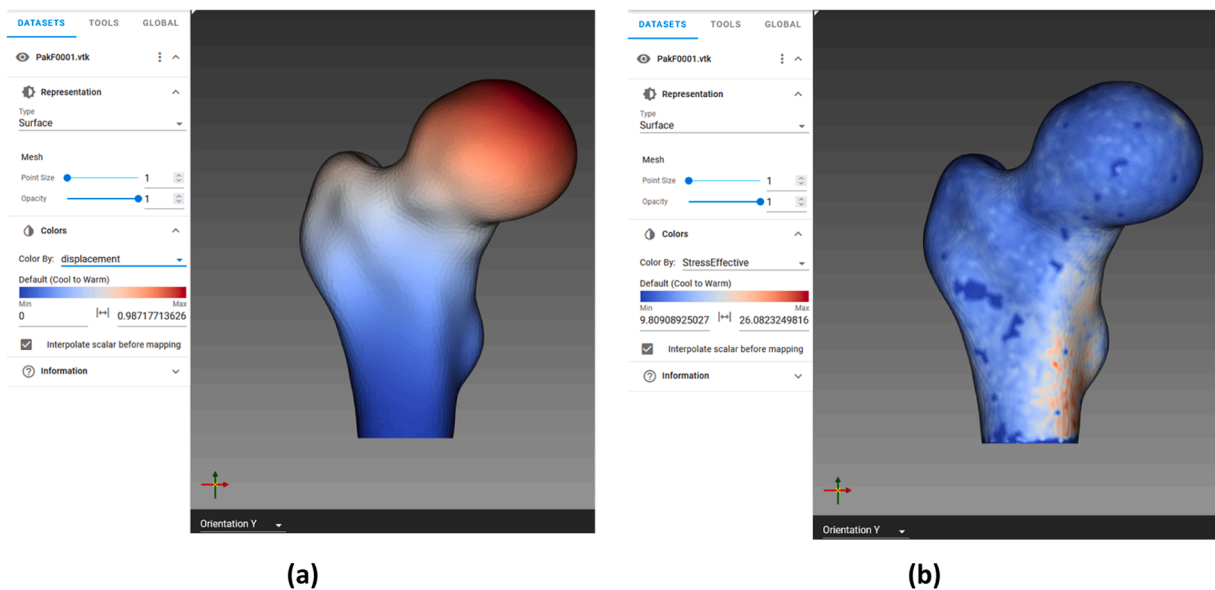 DATASETS TOOLS GLOBAL
PakF0001.vtk
Representation
Type
Surface
Mesh
Point Size 1
Opacity 1
Colors
Color By: displacement
Default (Cool to Warm)
Min Max
0 0.98717713626
Interpolate scalar before mapping
Information
Orientation Y
(a)
DATASETS TOOLS GLOBAL
PakF0001.vtk
Representation
Type
Surface
Mesh
Point Size 1
Opacity 1
Colors
Color By: StressEffective
Default (Cool to Warm)
Min Max
9.80908925027 26.0823249816
Interpolate scalar before mapping
Information
Orientation Y
(b)